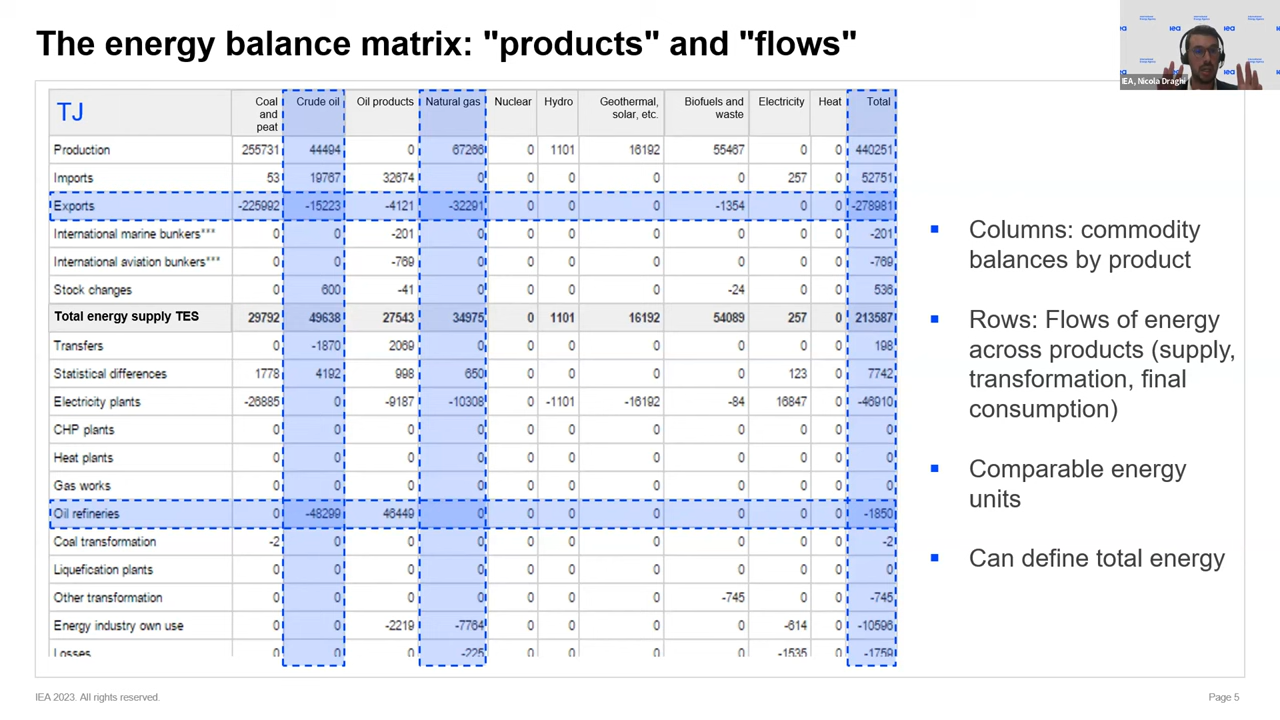 The energy balance matrix: "products" and "flows"
IEA, Nicola Draghi
TJ Coal Coal and peat Crude oil Oil products Natural gas Nuclear Hydro Geothermal, solar, etc. Biofuels and waste Electricity Heat Total
Production 255731 44494 0 67266 0 1101 16192 55467 0 0 440251
Imports 53 19767 32674 0 0 0 0 0 257 0 52751
Exports -225992 -15223 -4121 -32291 0 0 0 -1354 0 0 -278981
International marine bunkers*** 0 0 -201 0 0 0 0 0 0 0 -201
International aviation bunkers*** 0 0 -769 0 0 0 0 0 0 0 -769
Stock changes 0 600 -41 0 0 0 0 -24 0 0 536
Total energy supply TES 29792 49638 27543 34975 0 1101 16192 54089 257 0 213587
Transfers 0 -1870 2069 0 0 0 0 0 0 0 198
Statistical differences 1778 4192 998 650 0 0 0 0 123 0 7742
Electricity plants -26885 0 -9187 -10308 0 -1101 -16192 -84 16847 0 -46910
CHP plants 0 0 0 0 0 0 0 0 0 0 0
Heat plants 0 0 0 0 0 0 0 0 0 0 0
Gas works 0 0 0 0 0 0 0 0 0 0 0
Oil refineries 0 -48299 46449 0 0 0 0 0 0 0 -1850
Coal transformation -2 0 0 0 0 0 0 0 0 0 -2
Liquefication plants 0 0 0 0 0 0 0 0 0 0 0
Other transformation 0 0 0 0 0 0 0 -745 0 0 -745
Energy industry own use 0 0 -2219 -7764 0 0 0 0 -614 0 -10596
Losses 0 0 0 -225 0 0 0 0 -1535 0 -1759
Columns: commodity
balances by product
Rows: Flows of energy
across products (supply,
transformation, final
consumption)
Comparable energy
units
Can define total energy
IEA 2023. All rights reserved.
Page 5